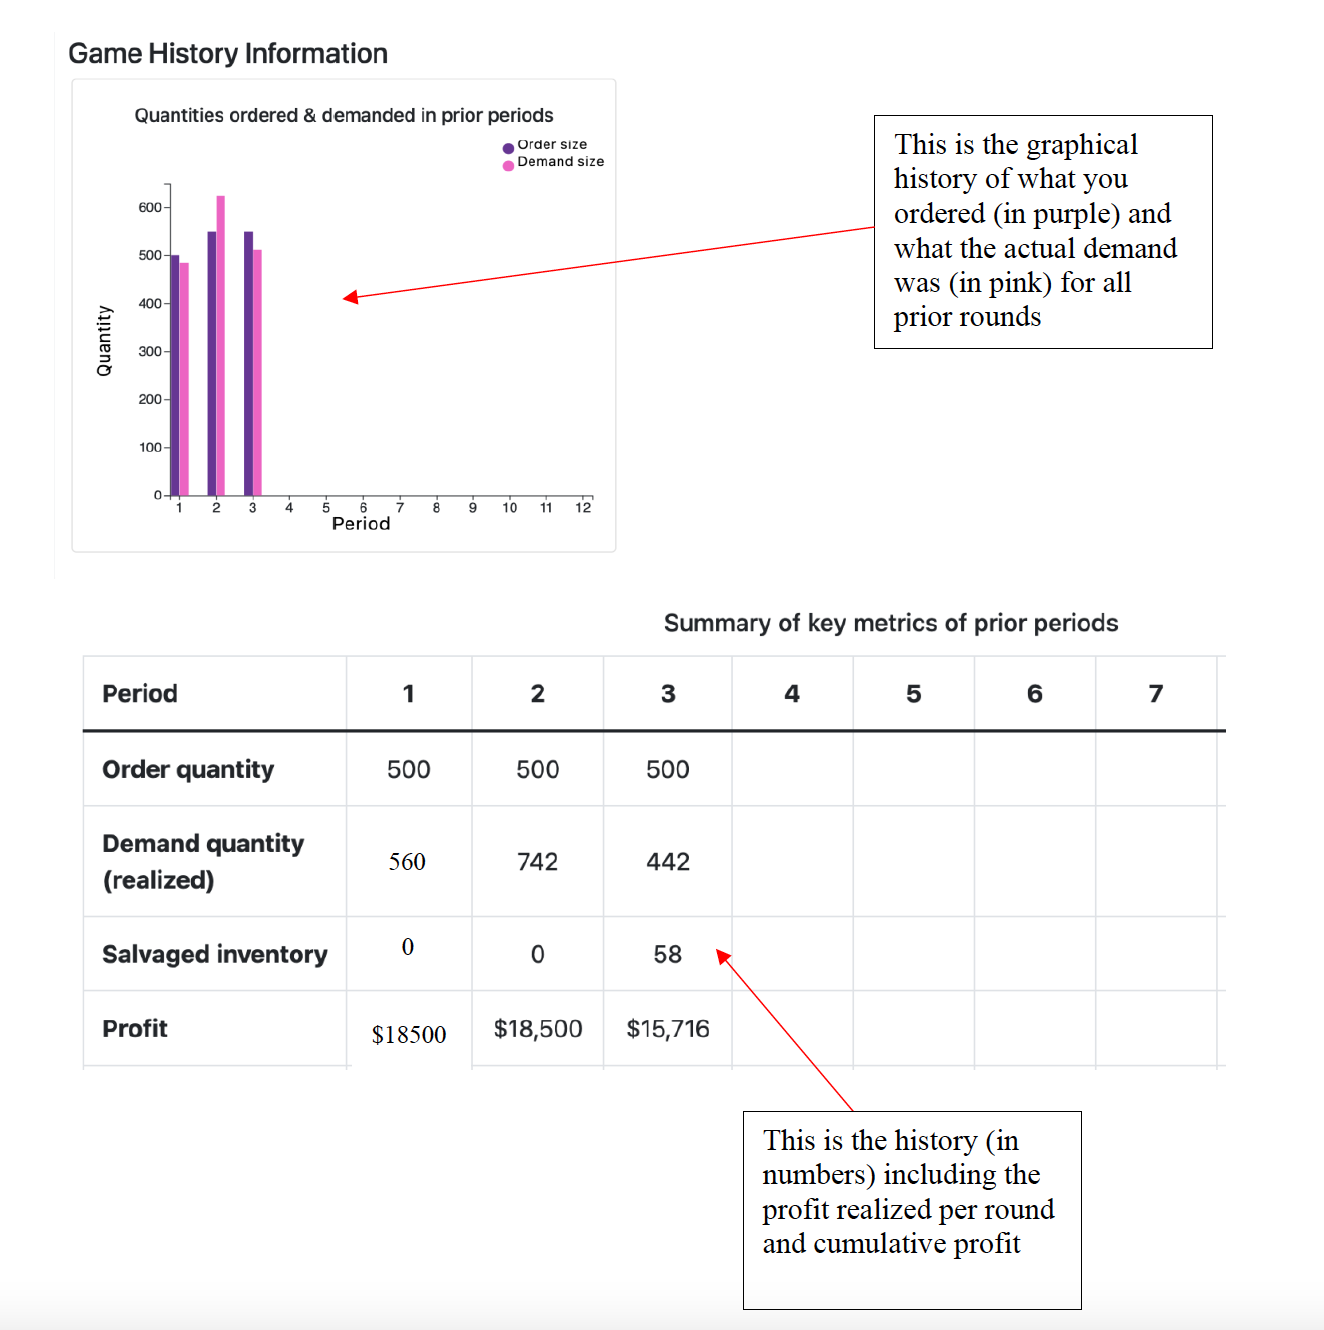 Game History Information
Quantities ordered & demanded in prior periods
Order size
Demand size
This is the graphical
history of what you
ordered (in purple) and
what the actual demand
was (in pink) for all
prior rounds
600
500
400
300
200
100
0
Quantity
1 2 3 4 5 6 7 8 9 10 11 12
Period
Summary of key metrics of prior periods
Period 1 2 3 4 5 6 7
Order quantity 500 500 500
Demand quantity
(realized) 560 742 442
Salvaged inventory 0 0 58
Profit $18500 $18,500 $15,716
This is the history (in
numbers) including the
profit realized per round
and cumulative profit